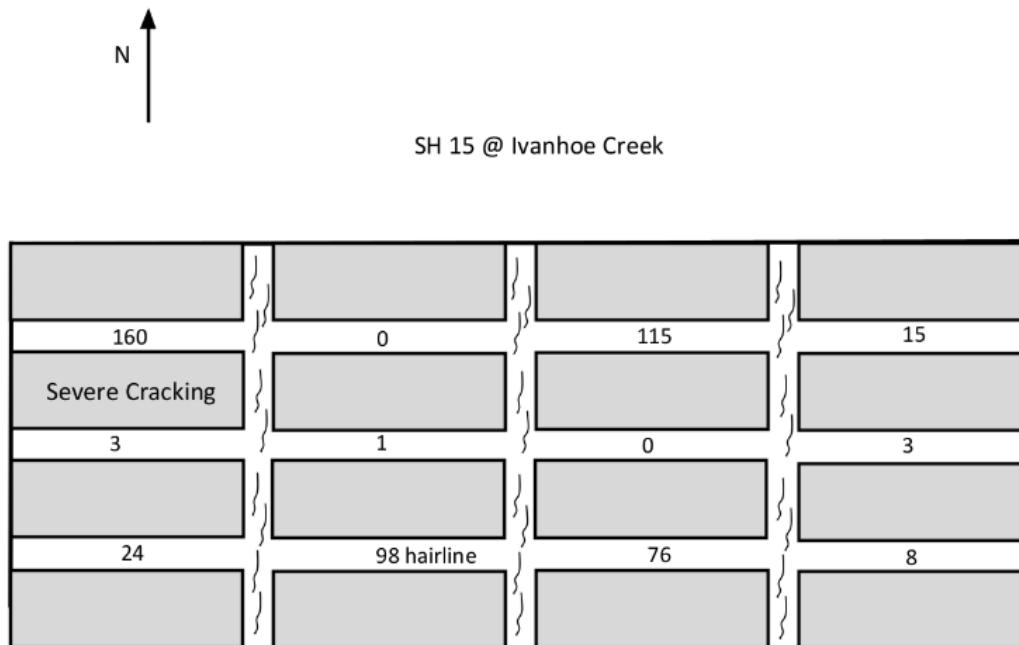 N
SH 15 @ Ivanhoe Creek
160 0 115 15
Severe Cracking
3 1 0 3
24 98 hairline 76 8